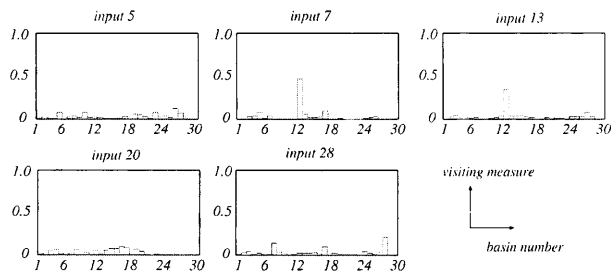 input 5 input 7 input 13
1.0 1.0 1.0
0.5 0.5 0.5
0 0 0
1 6 12 18 24 30 1 6 12 18 24 30 1 6 12 18 24 30
input 20 input 28
1.0 1.0
visiting measure
0.5 0.5
0 0
basin number
1 6 12 18 24 30 1 6 12 18 24 30